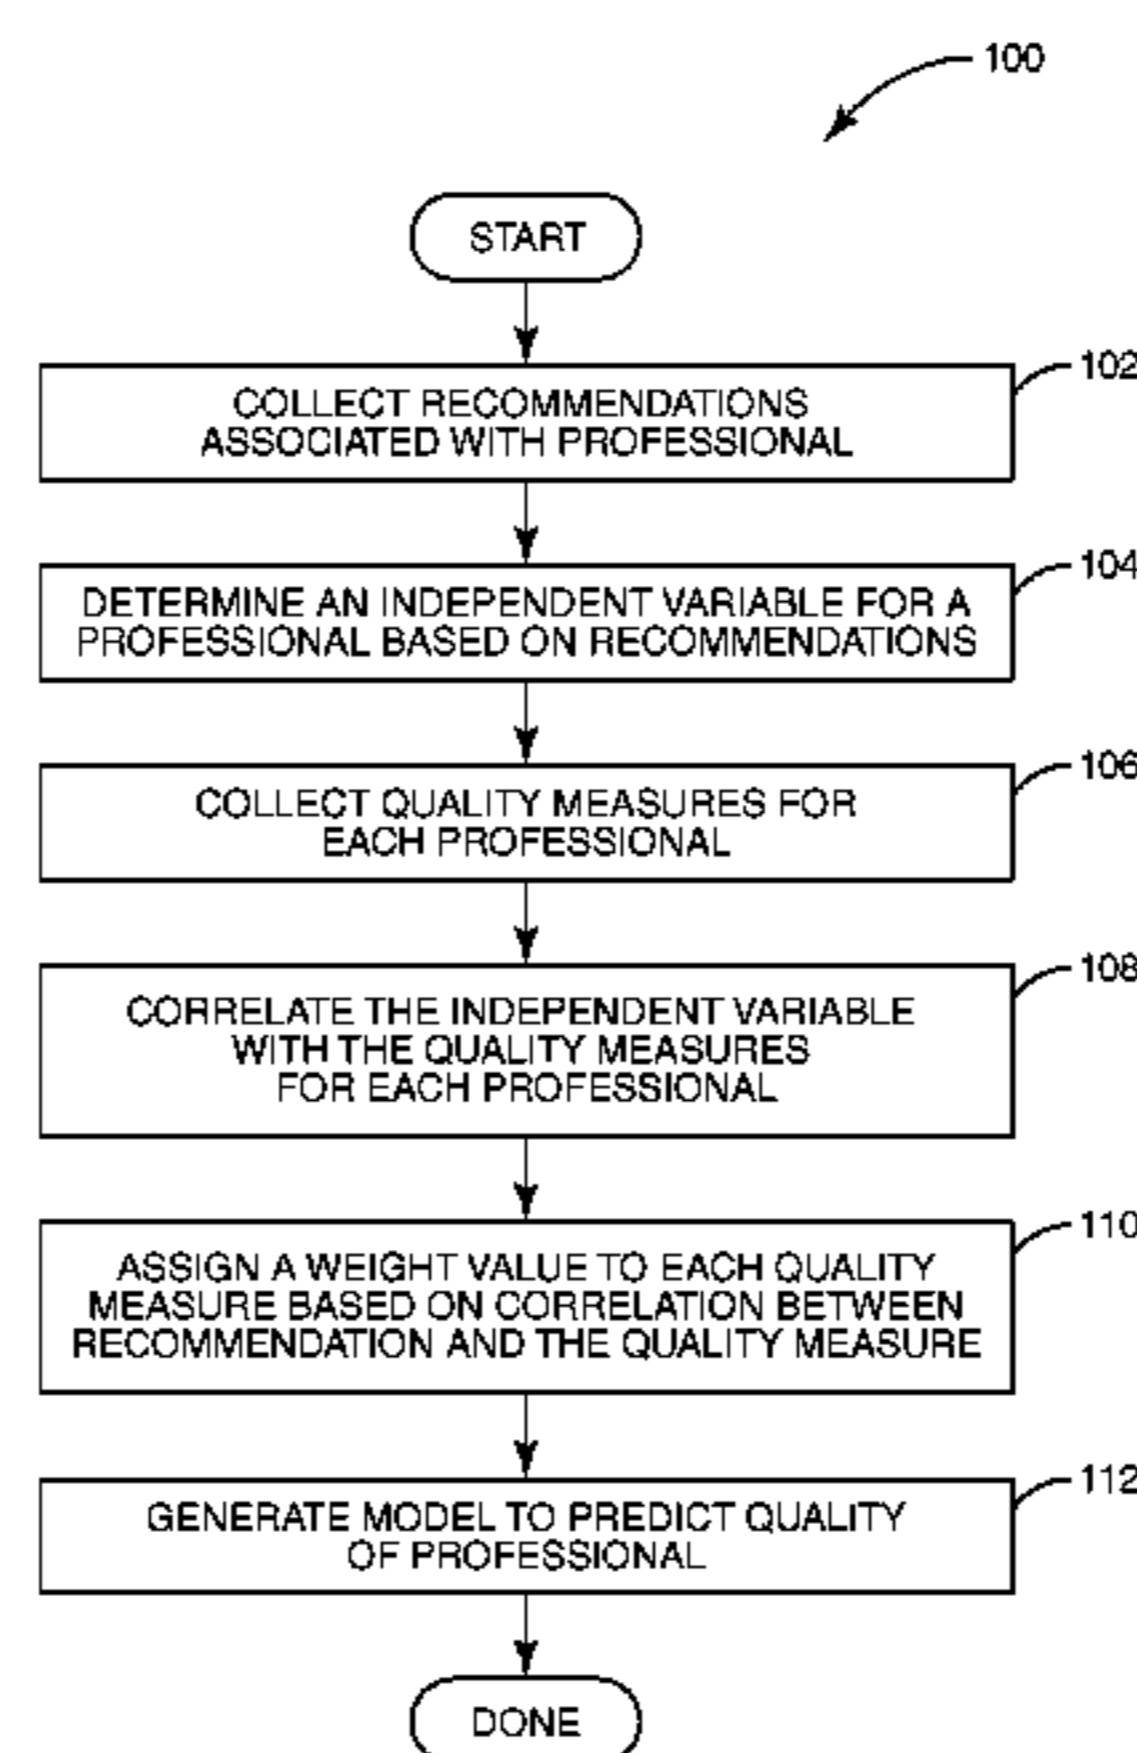 100
START
102
COLLECT RECOMMENDATIONS
ASSOCIATED WITH PROFESSIONAL
104
DETERMINE AN INDEPENDENT VARIABLE FOR A
PROFESSIONAL BASED ON RECOMMENDATIONS
106
COLLECT QUALITY MEASURES FOR
EACH PROFESSIONAL
108
CORRELATE THE INDEPENDENT VARIABLE
WITH THE QUALITY MEASURES
FOR EACH PROFESSIONAL
110
ASSIGN A WEIGHT VALUE TO EACH QUALITY
MEASURE BASED ON CORRELATION BETWEEN
RECOMMENDATION AND THE QUALITY MEASURE
112
GENERATE MODEL TO PREDICT QUALITY
OF PROFESSIONAL
DONE